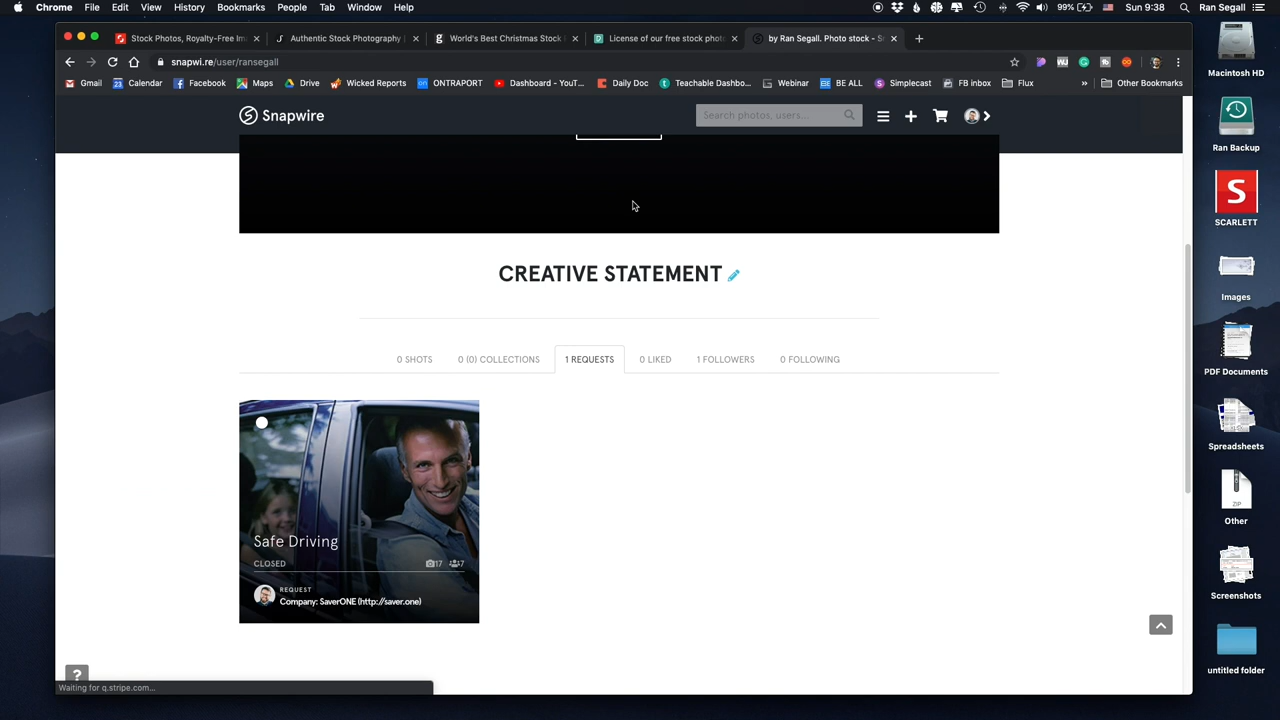 Chrome File Edit View History Bookmarks People Tab Window Help
99% Sun 9:38 Ran Segall
Stock Photos, Royalty-Free Im
Authentic Stock Photography |
World's Best Christmas Stock F
License of our free stock phot
by Ran Segall. Photo stock - S
snapwi.re/user/ransegall
Gmail Calendar Facebook Maps Drive Wicked Reports ONTRAPORT Dashboard - YouT... Daily Doc Teachable Dashbo... Webinar BE ALL Simplecast FB inbox Flux Other Bookmarks
Snapwire
Search photos, users...
CREATIVE STATEMENT
0 SHOTS 0 (0) COLLECTIONS 1 REQUESTS 0 LIKED 1 FOLLOWERS 0 FOLLOWING
Safe Driving
CLOSED 17 7
REQUEST
Company: SaverONE (http://saver.one)
?
Waiting for q.stripe.com...
Macintosh HD
Ran Backup
S
SCARLETT
Images
PDF Documents
Spreadsheets
ZIP
Other
Screenshots
untitled folder